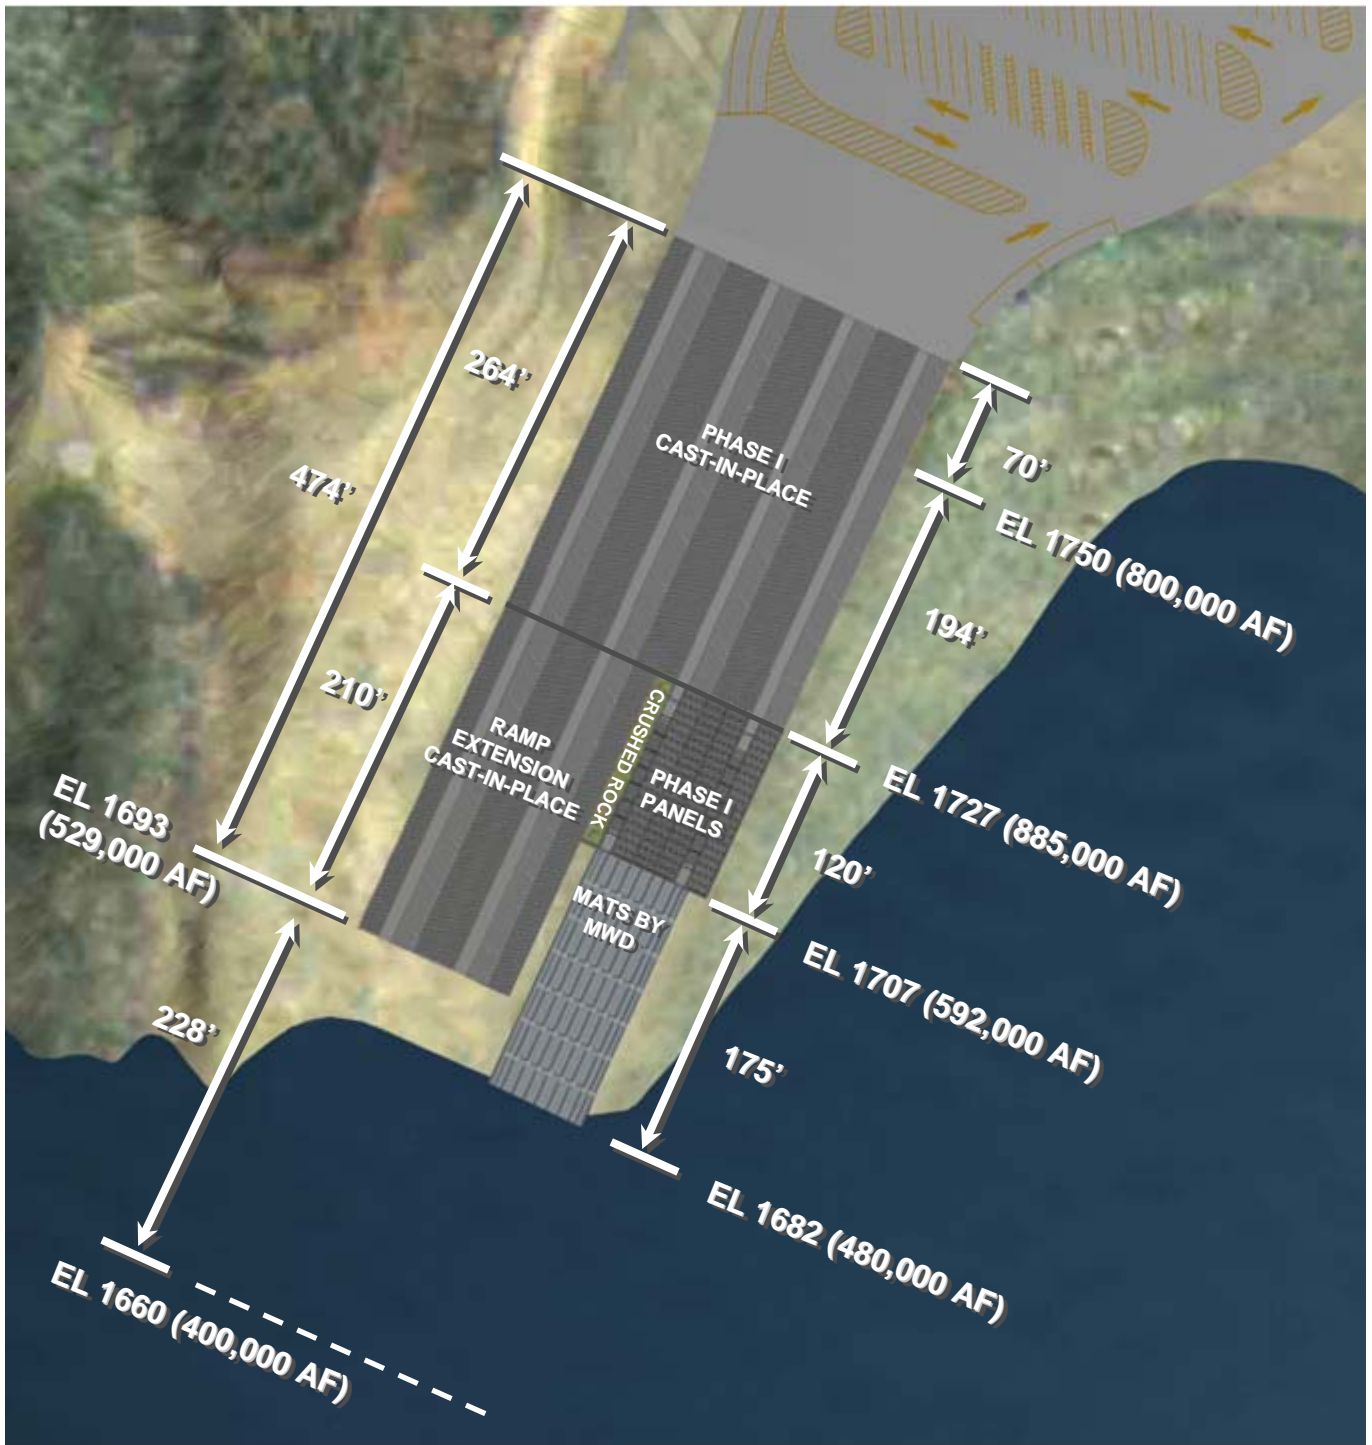 264'
474'
PHASE I
CAST-IN-PLACE
70'
EL 1750 (800,000 AF)
194'
210'
CRUSHED ROCK
RAMP
EXTENSION
CAST-IN-PLACE
PHASE I
PANELS
EL 1727 (885,000 AF)
EL 1693
(529,000 AF)
120'
MATS BY
MWD
EL 1707 (592,000 AF)
228'
175'
EL 1682 (480,000 AF)
EL 1660 (400,000 AF)